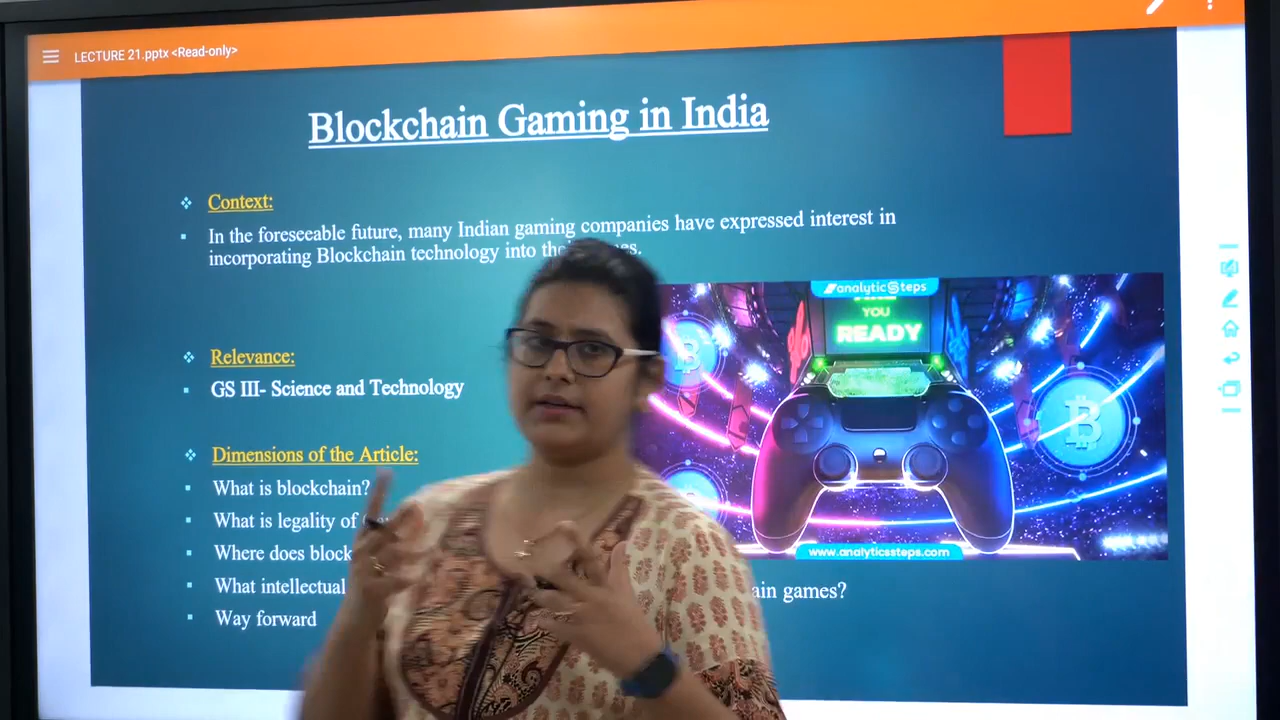 LECTURE 21.pptx <Read-only>
Blockchain Gaming in India
Context:
In the foreseeable future, many Indian gaming companies have expressed interest in
incorporating Blockchain technology into
Relevance:
GS III- Science and Technology
Dimensions of the Article:
What is blockchain?
What is legality of
Where does block
What intellectual ain games?
Way forward
analyticSteps
YOU
READY
www.analyticssteps.com